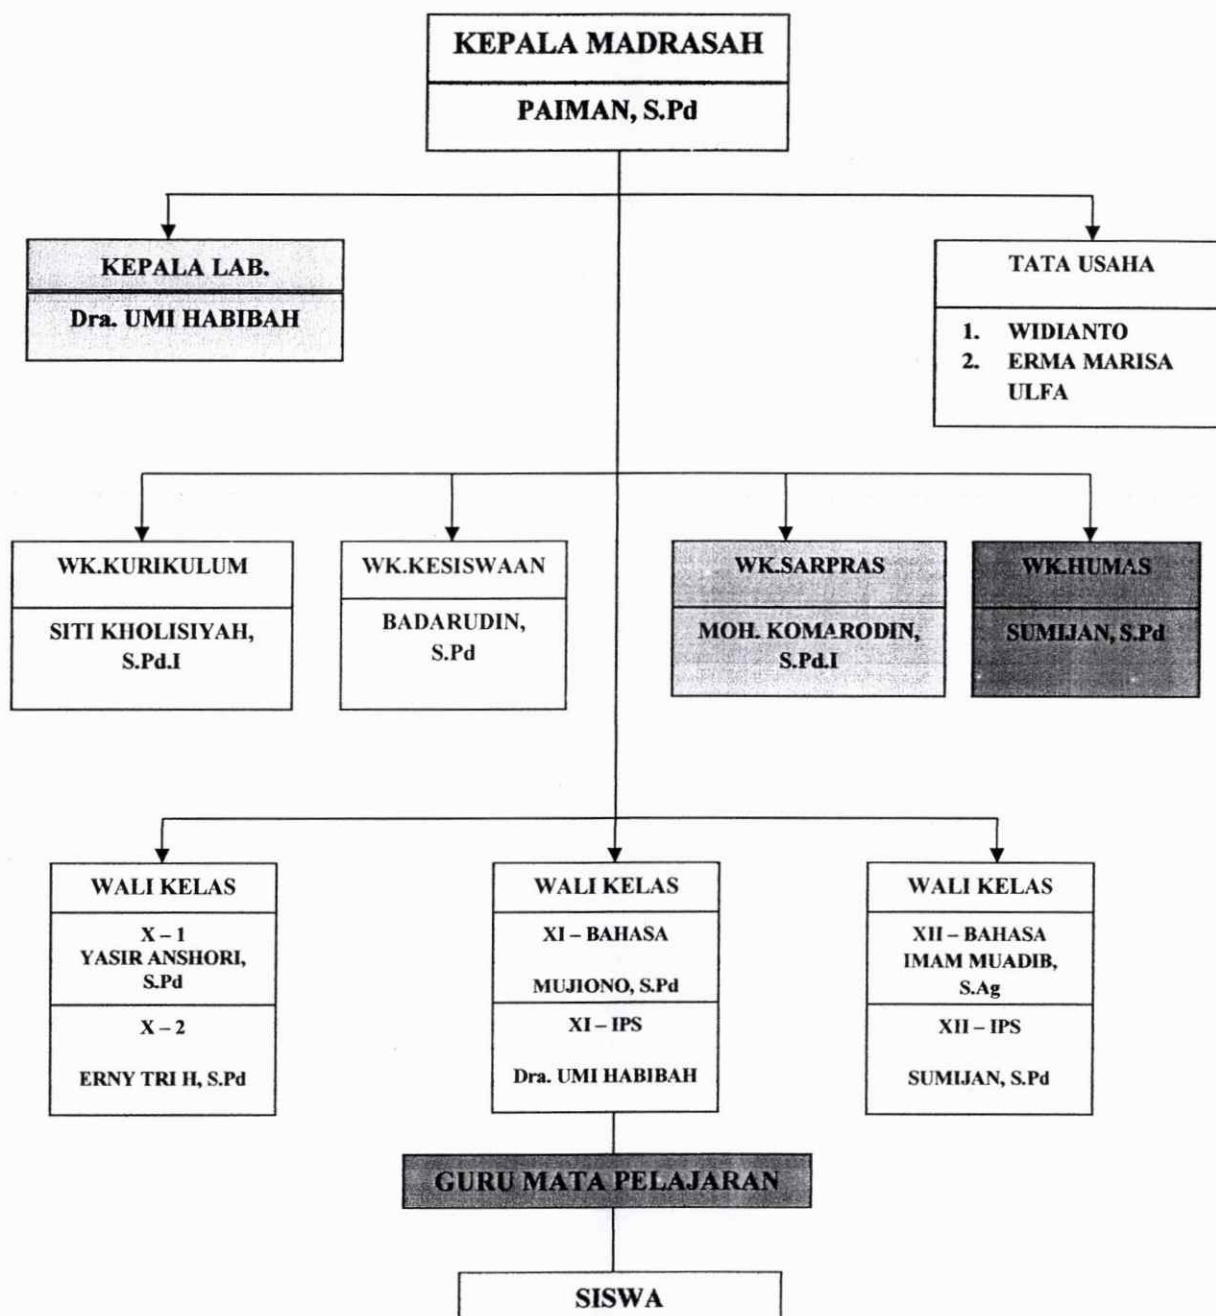 KEPALA MADRASAH
PAIMAN, S.Pd
KEPALA LAB.
Dra. UMI HABIBAH
TATA USAHA
1. WIDIANTO
2. ERMA MARISA
ULFA
WK.KURIKULUM
SITI KHOLISIYAH,
S.Pd.I
WK.KESISWAAN
BADARUDIN,
S.Pd
WK.SARPRAS
MOH. KOMARODIN,
S.Pd.I
WK.HUMAS
SUMIJAN, S.Pd
WALI KELAS
X – 1
YASIR ANSHORI,
S.Pd
X – 2
ERNY TRI H, S.Pd
WALI KELAS
XI – BAHASA
MUJIONO, S.Pd
XI – IPS
Dra. UMI HABIBAH
WALI KELAS
XII – BAHASA
IMAM MUADIB,
S.Ag
XII – IPS
SUMIJAN, S.Pd
GURU MATA PELAJARAN
SISWA